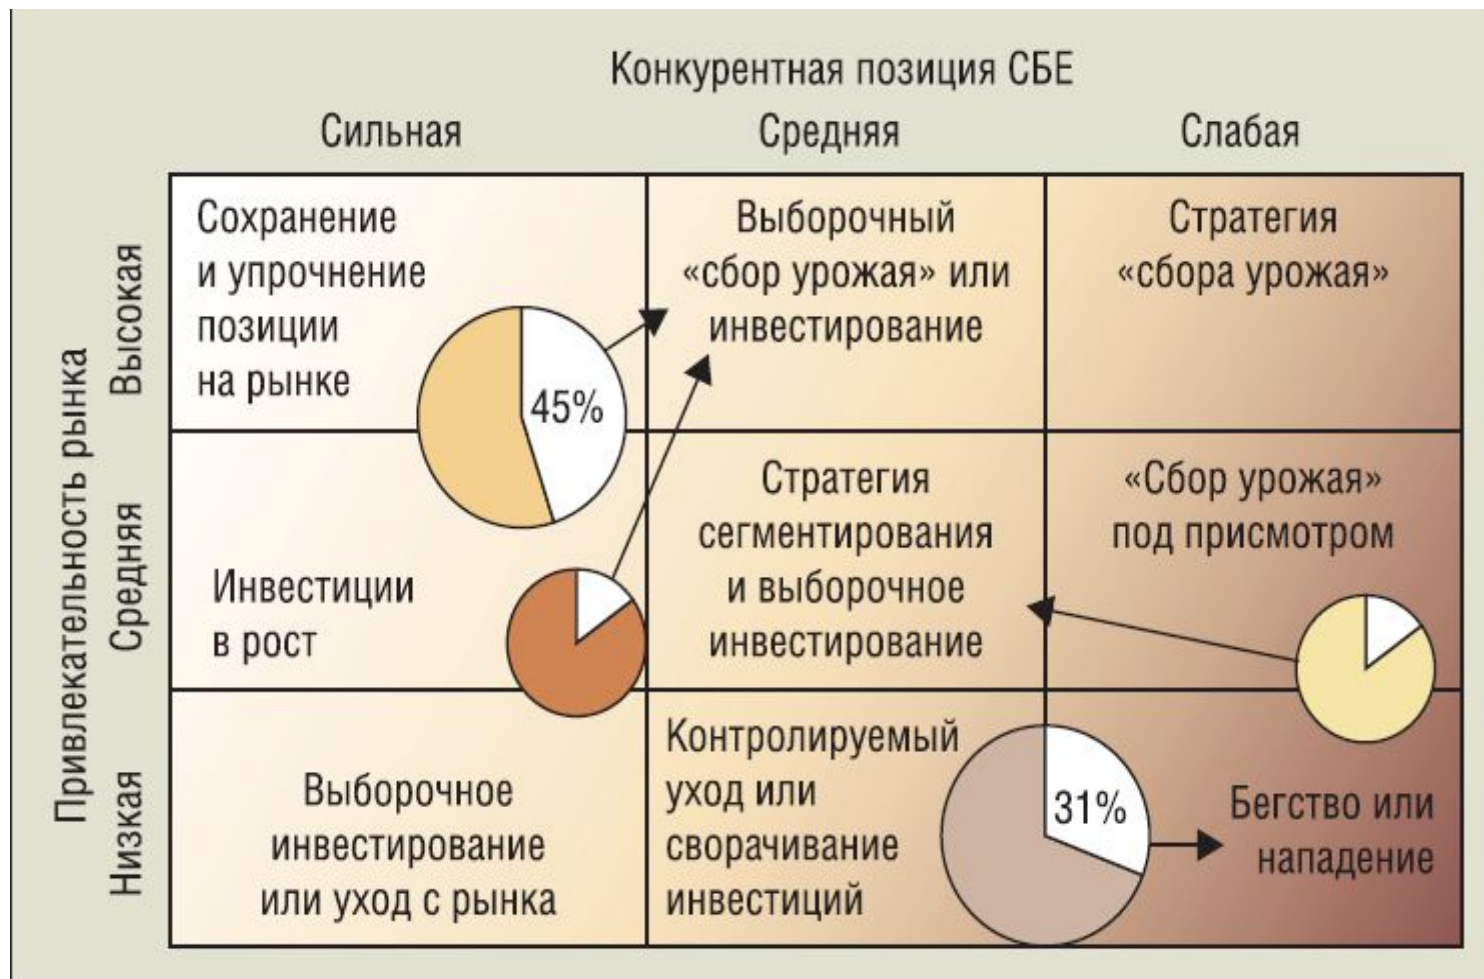 Конкурентная позиция СБЕ
Сильная
Средняя
Слабая
Привлекательность рынка
Высокая
Сохранение
и упрочнение
позиции
на рынке
45%
Выборочный
«сбор урожая» или
инвестирование
Стратегия
«сбора урожая»
Средняя
Инвестиции
в рост
Стратегия
сегментирования
и выборочное
инвестирование
«Сбор урожая»
под присмотром
Низкая
Выборочное
инвестирование
или уход с рынка
Контролируемый
уход или
сворачивание
инвестиций
31%
Бегство или
нападение